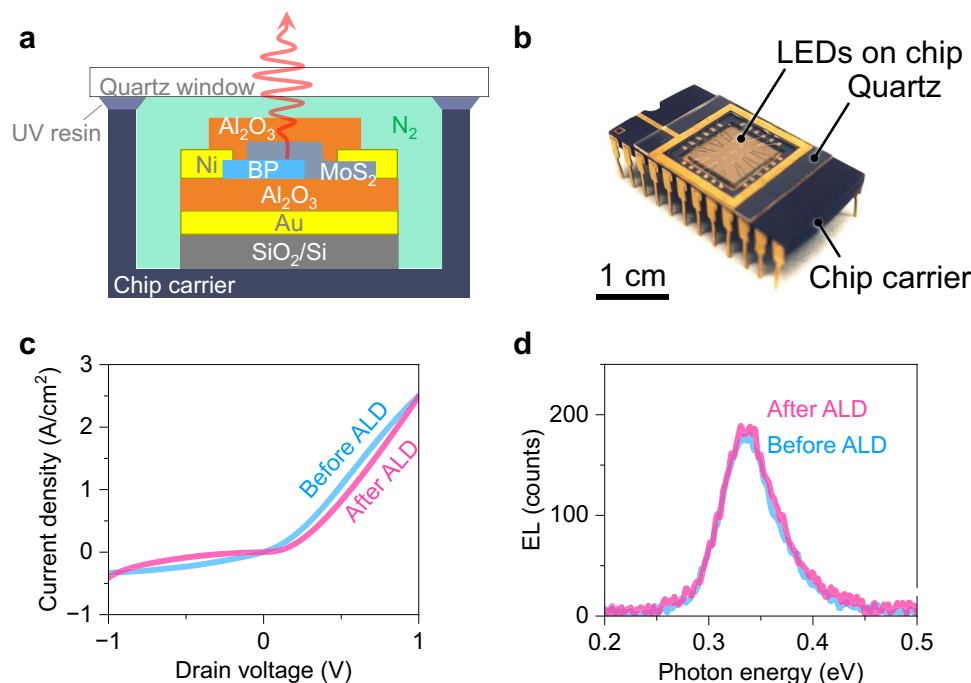 a
Quartz window
UV resin
Al₂O₃
N₂
Ni
BP
MoS₂
Al₂O₃
Au
SiO₂/Si
Chip carrier
b
LEDs on chip
Quartz
Chip carrier
1 cm
c
Current density (A/cm²)
3
2
1
0
−1
Before ALD
After ALD
−1
0
1
Drain voltage (V)
d
EL (counts)
200
100
0
After ALD
Before ALD
0.2
0.3
0.4
0.5
Photon energy (eV)